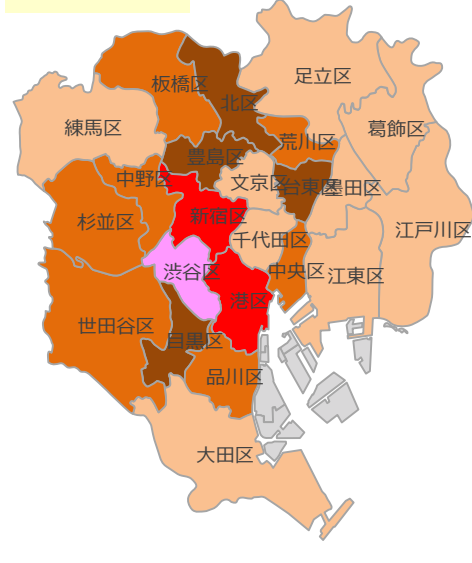 足立区
板橋区
北区
練馬区
葛飾区
荒川区
豊島区
中野区
文京区
台東区
墨田区
杉並区
新宿区
江戸川区
千代田区
渋谷区
中央区
江東区
港区
世田谷区
目黒区
品川区
大田区